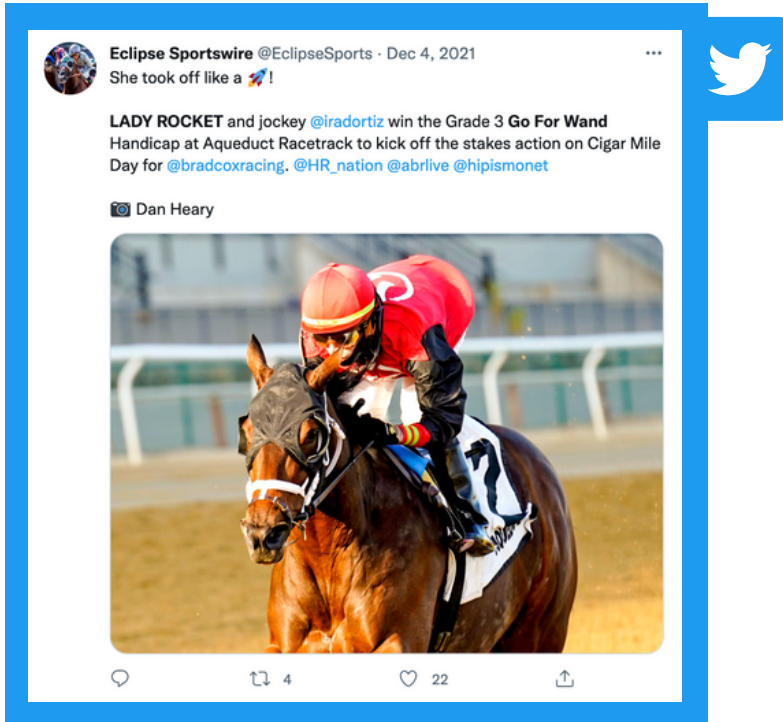 Eclipse Sportswire @EclipseSports · Dec 4, 2021
She took off like a 🚀!
LADY ROCKET and jockey @iradortiz win the Grade 3 Go For Wand
Handicap at Aqueduct Racetrack to kick off the stakes action on Cigar Mile
Day for @bradcoxracing. @HR_nation @abrlive @hipismonet
📷 Dan Heary
7
4
22